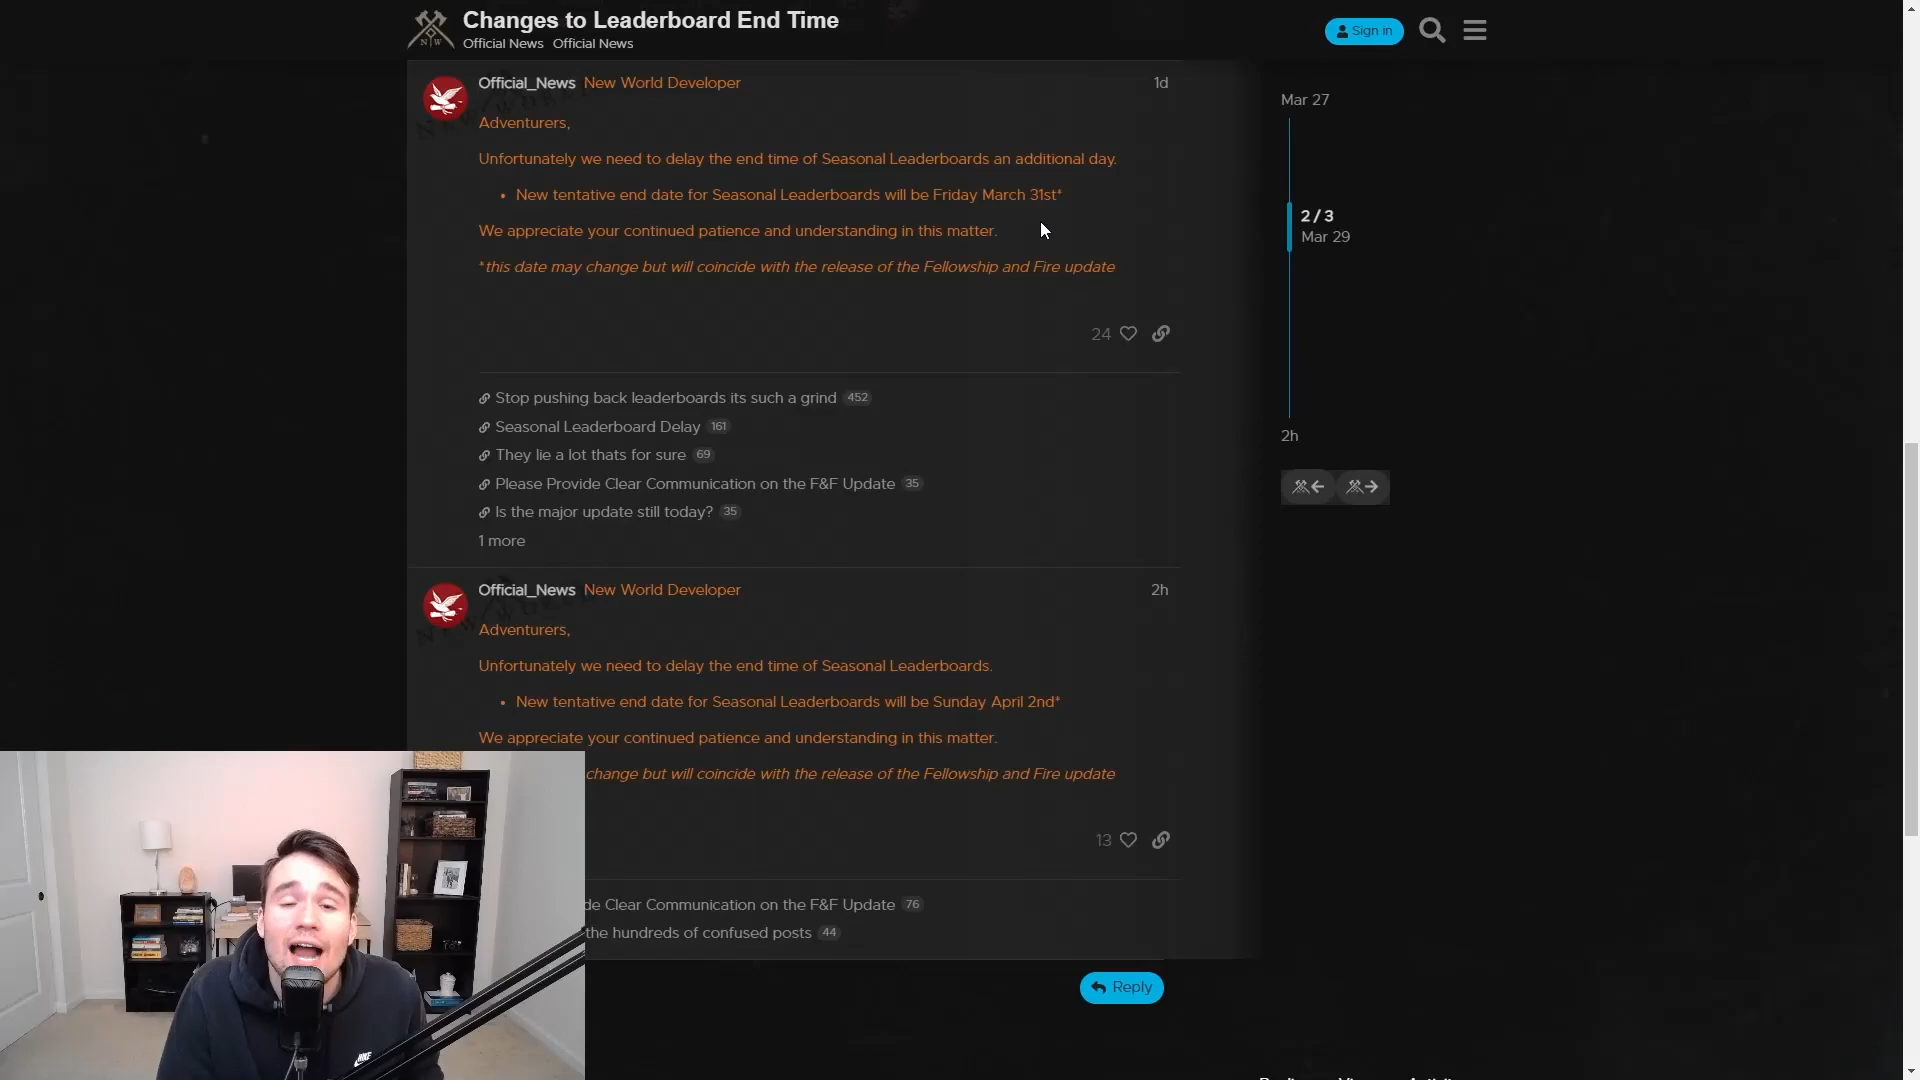 Changes to Leaderboard End Time
Official News Official News
Sign In
Official_News New World Developer 1d
Adventurers,
Unfortunately we need to delay the end time of Seasonal Leaderboards an additional day.
• New tentative end date for Seasonal Leaderboards will be Friday March 31st*
We appreciate your continued patience and understanding in this matter.
*this date may change but will coincide with the release of the Fellowship and Fire update
24
Stop pushing back leaderboards its such a grind 452
Seasonal Leaderboard Delay 161
They lie a lot thats for sure 69
Please Provide Clear Communication on the F&F Update 35
Is the major update still today? 35
1 more
Official_News New World Developer 2h
Adventurers,
Unfortunately we need to delay the end time of Seasonal Leaderboards.
• New tentative end date for Seasonal Leaderboards will be Sunday April 2nd*
We appreciate your continued patience and understanding in this matter.
change but will coincide with the release of the Fellowship and Fire update
13
Clear Communication on the F&F Update 76
the hundreds of confused posts 44
Reply
Mar 27
2 / 3
Mar 29
2h
NIKE